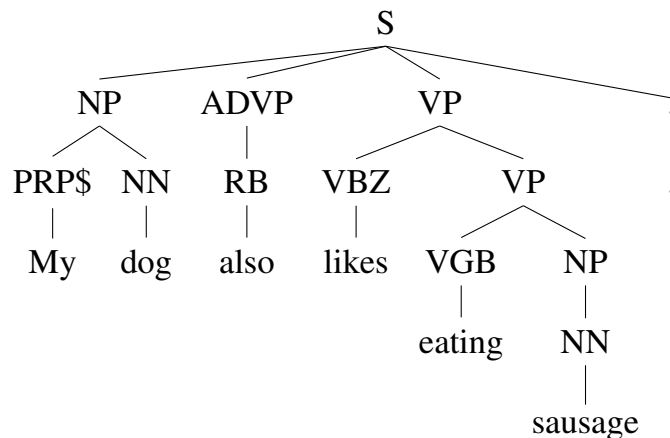 S
NP ADVP VP .
PRP$ NN RB VBZ VP .
My dog also likes VGB NP
eating NN
sausage